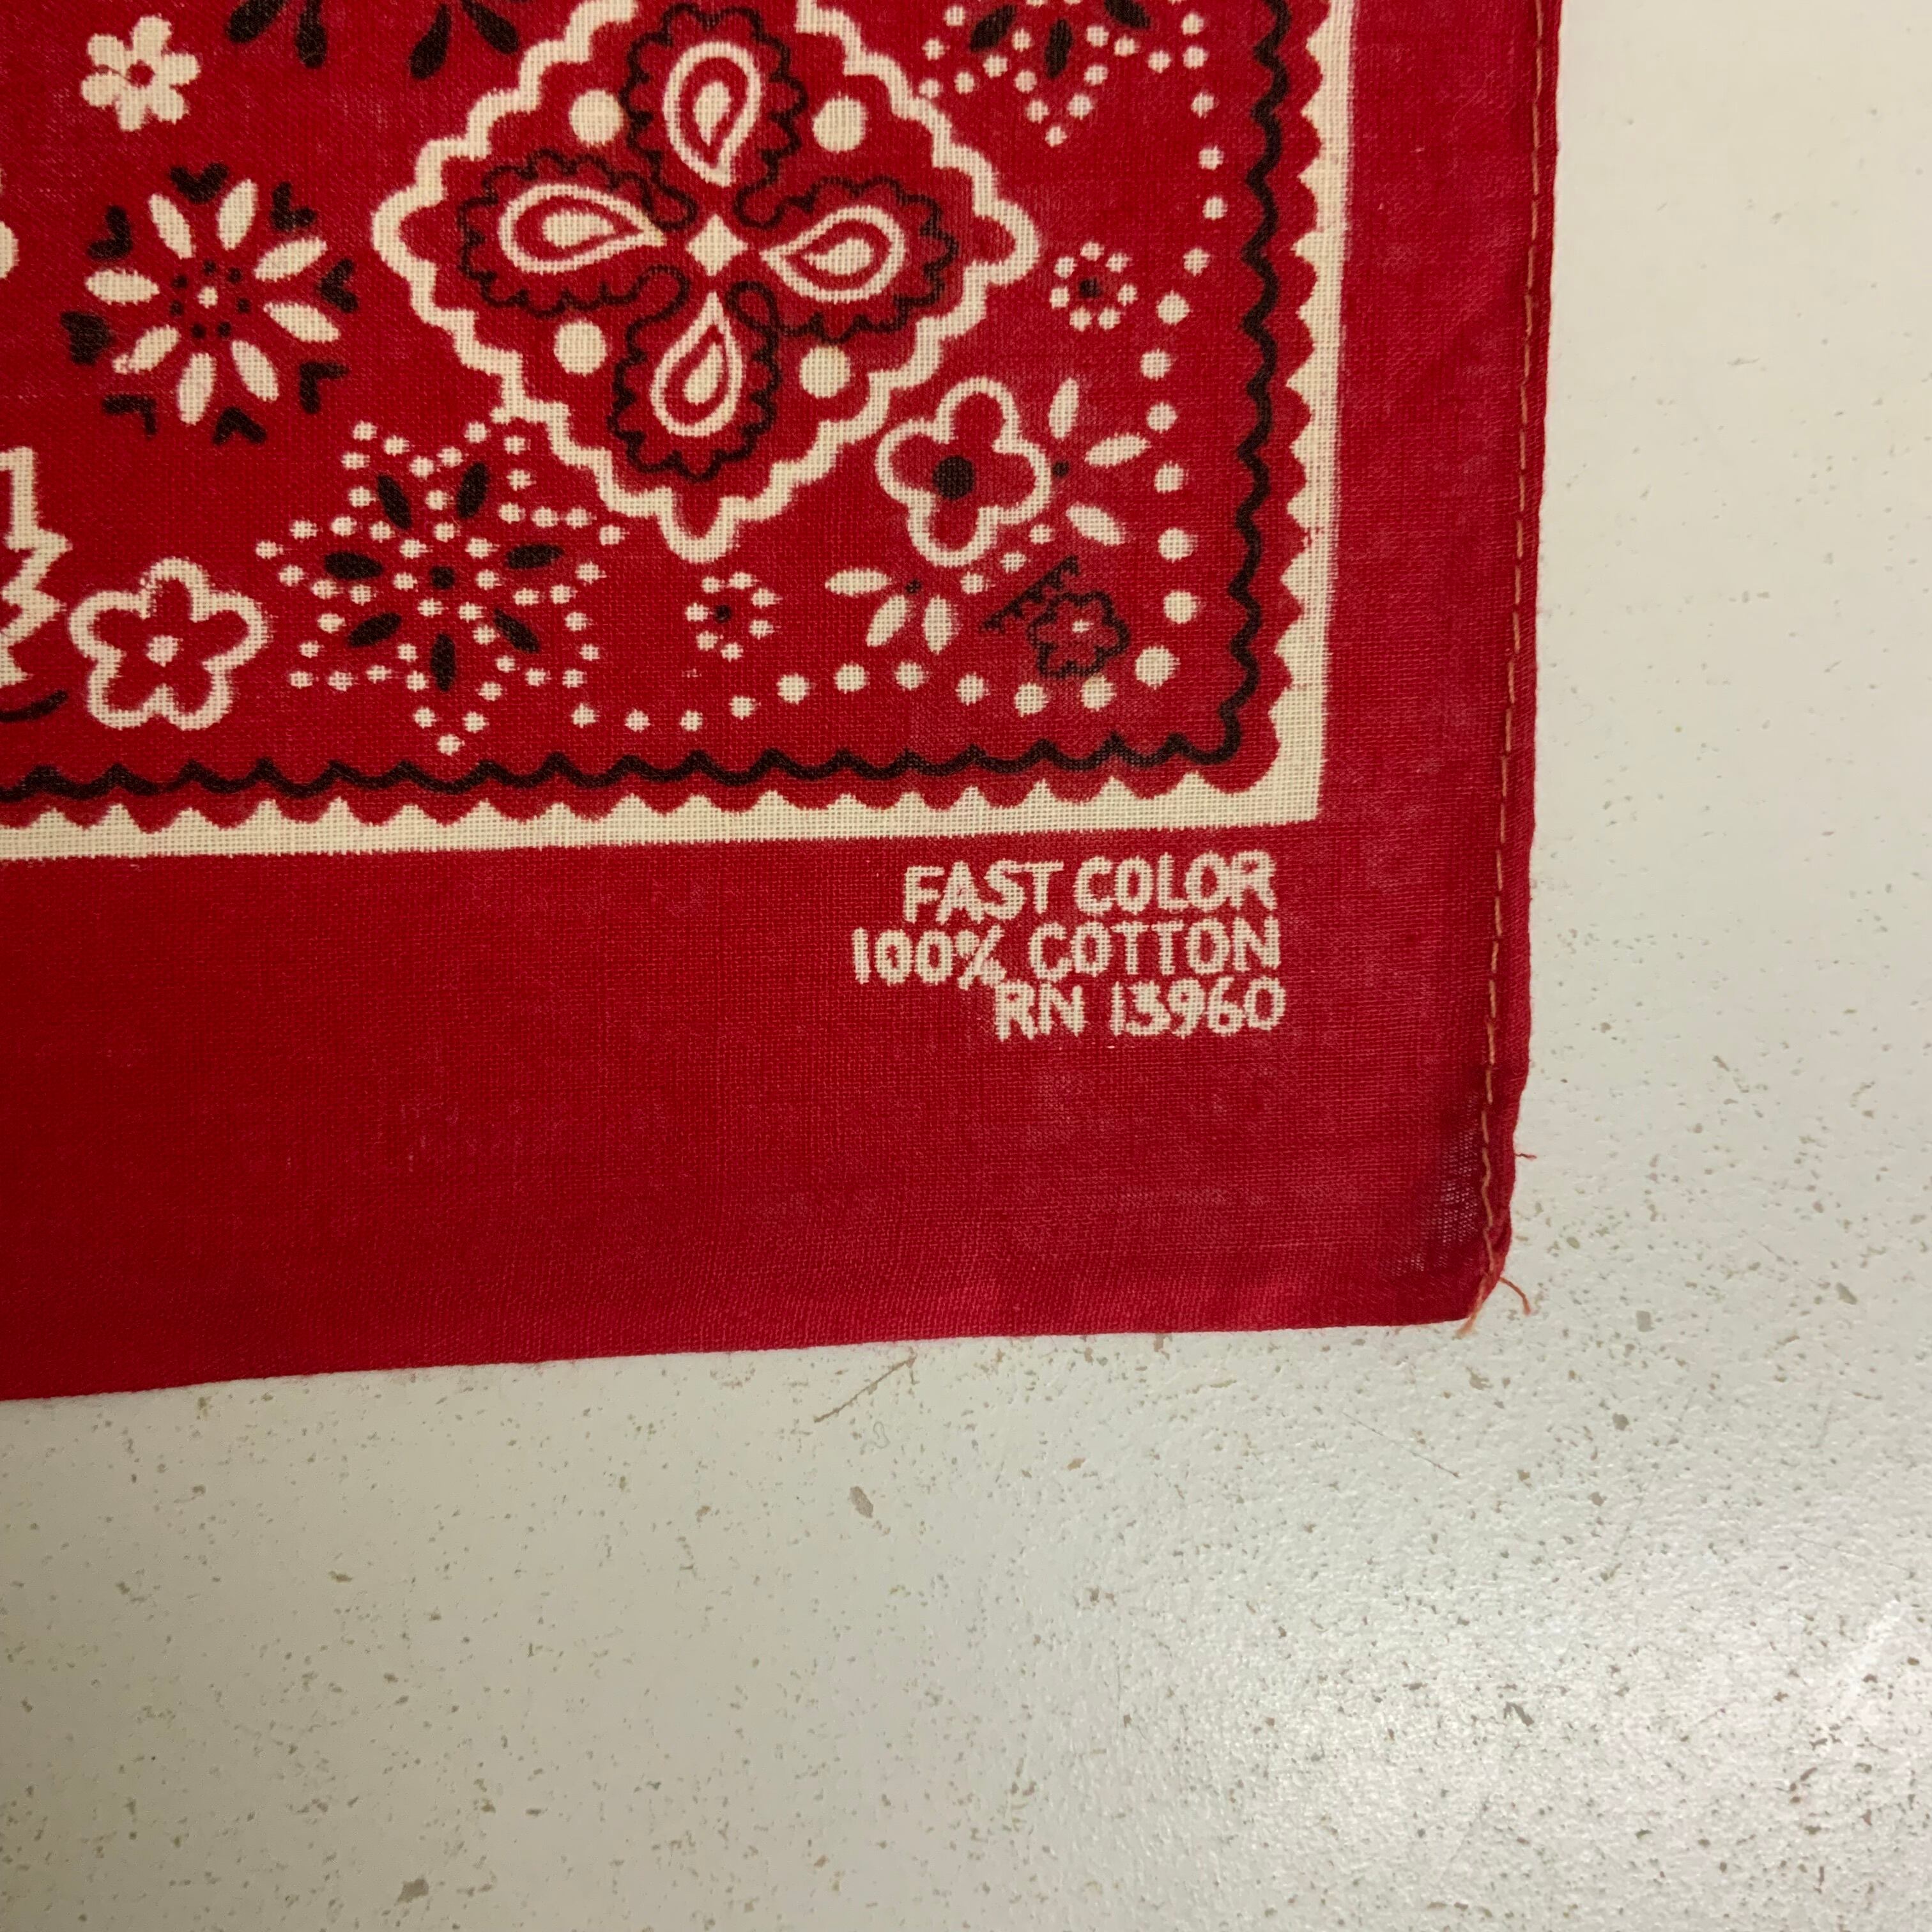 FAST COLOR
100% COTTON
RN 13960